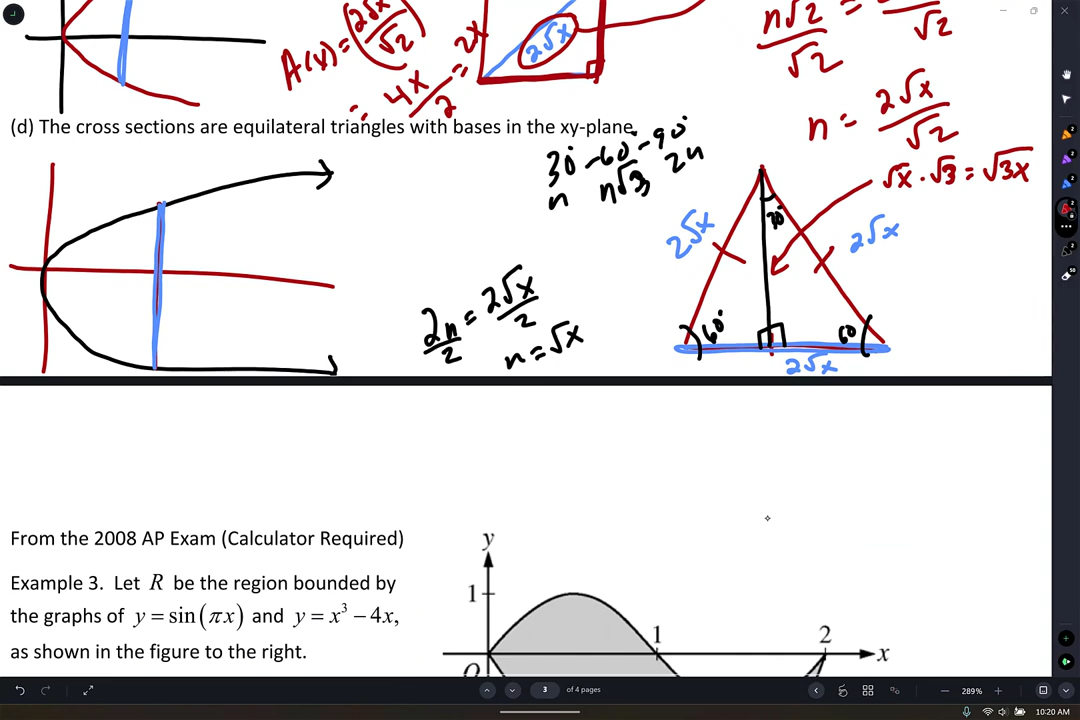 A(x) = (2√x/√2)
= 4x/2 = 2x
2√x
n√2/√2 =
√2
n = 2√x/√2
(d) The cross sections are equilateral triangles with bases in the xy-plane.
30° - 60° - 90°
n n√3 2n
√x · √3 = √3x
2√x
30°
2√x
60°
60
2√x
2n/2 = 2√x/2
n = √x
From the 2008 AP Exam (Calculator Required)
Example 3. Let R be the region bounded by
the graphs of y = sin(πx) and y = x³ − 4x,
as shown in the figure to the right.
y
1
1
2
x
O
3 of 4 pages
289%
10:20 AM